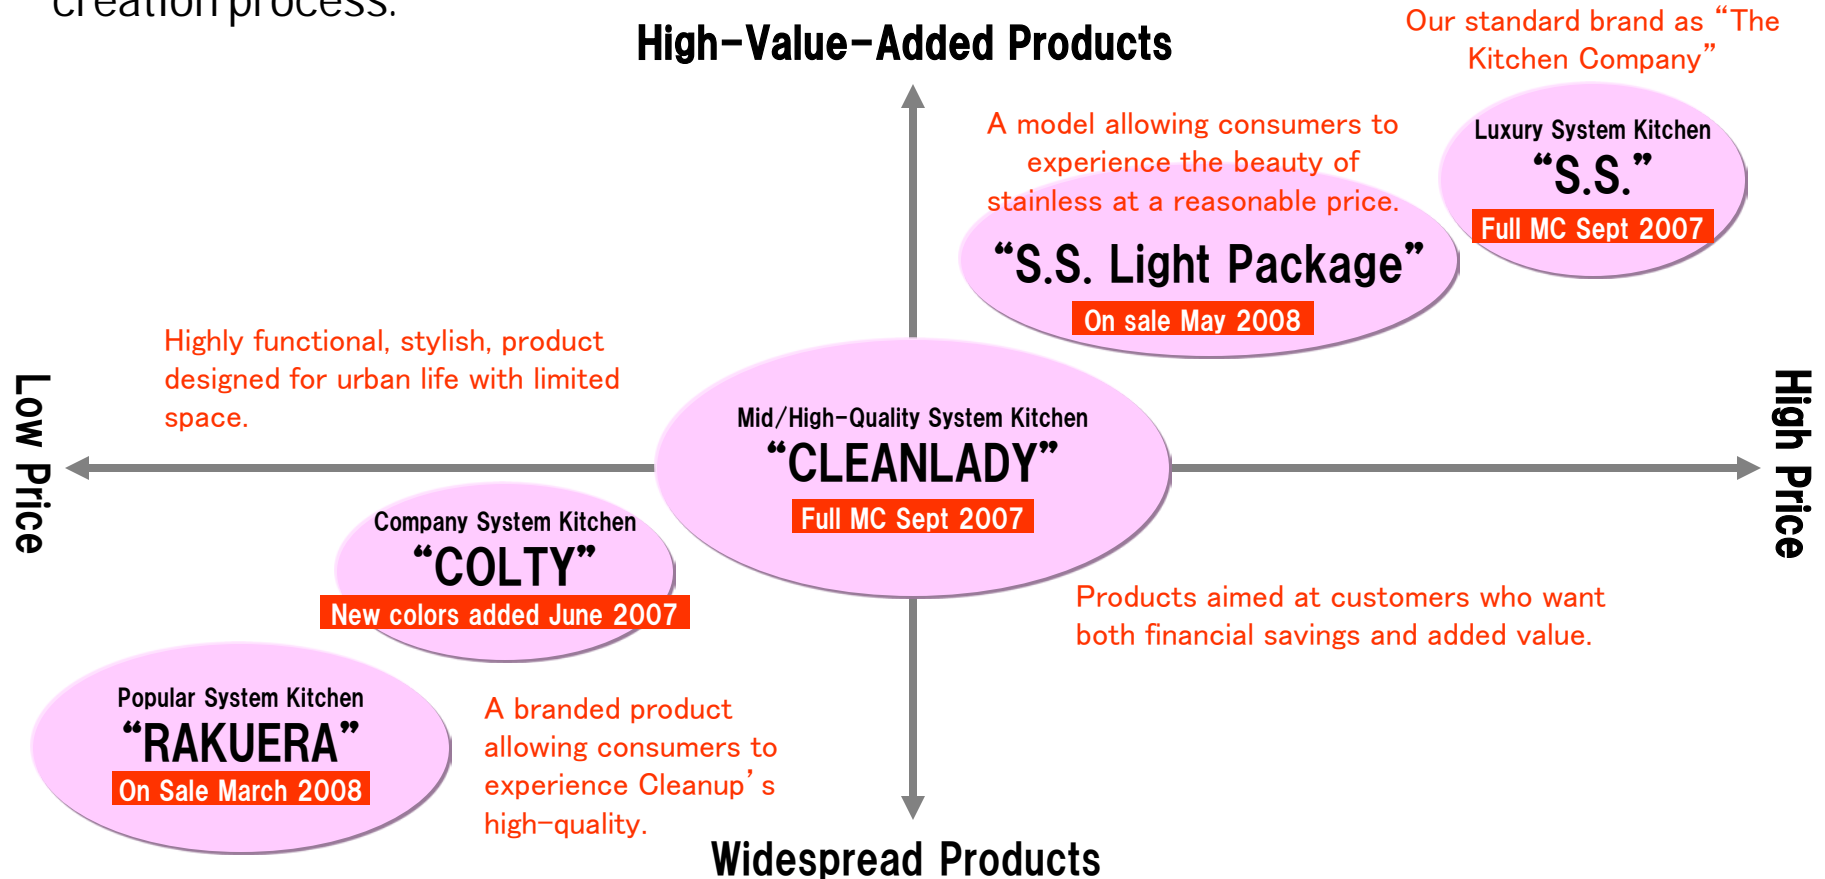 creation process.
High-Value-Added Products
Our standard brand as “The
Kitchen Company”
A model allowing consumers to
experience the beauty of
stainless at a reasonable price.
Luxury System Kitchen
“S.S.”
Full MC Sept 2007
“S.S. Light Package”
On sale May 2008
Highly functional, stylish, product
designed for urban life with limited
space.
Low Price
High Price
Mid/High-Quality System Kitchen
“CLEANLADY”
Full MC Sept 2007
Company System Kitchen
“COLTY”
New colors added June 2007
Products aimed at customers who want
both financial savings and added value.
Popular System Kitchen
“RAKUERA”
On Sale March 2008
A branded product
allowing consumers to
experience Cleanup’s
high-quality.
Widespread Products